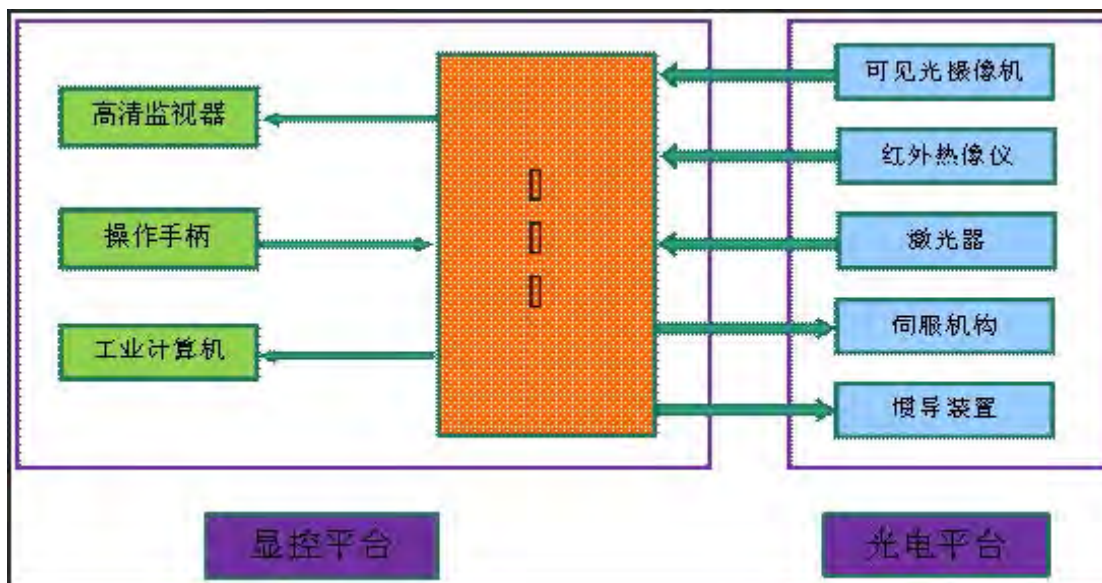 高清监视器
操作手柄
工业计算机
可见光摄像机
红外热像仪
激光器
伺服机构
惯导装置
显控平台
光电平台